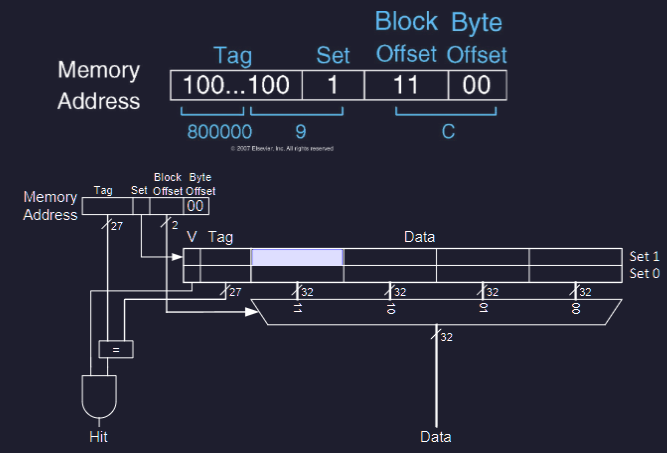 Block Byte
Tag Set Offset Offset
Memory Address
100...100 1 11 00
800000 9 C
© 2007 Elsevier, Inc. All rights reserved
Block Byte
Tag Set Offset Offset
Memory Address
00
27 2
V Tag Data
Set 1
Set 0
27 32 32 32 32
11 10 01 00
=
32
Hit Data